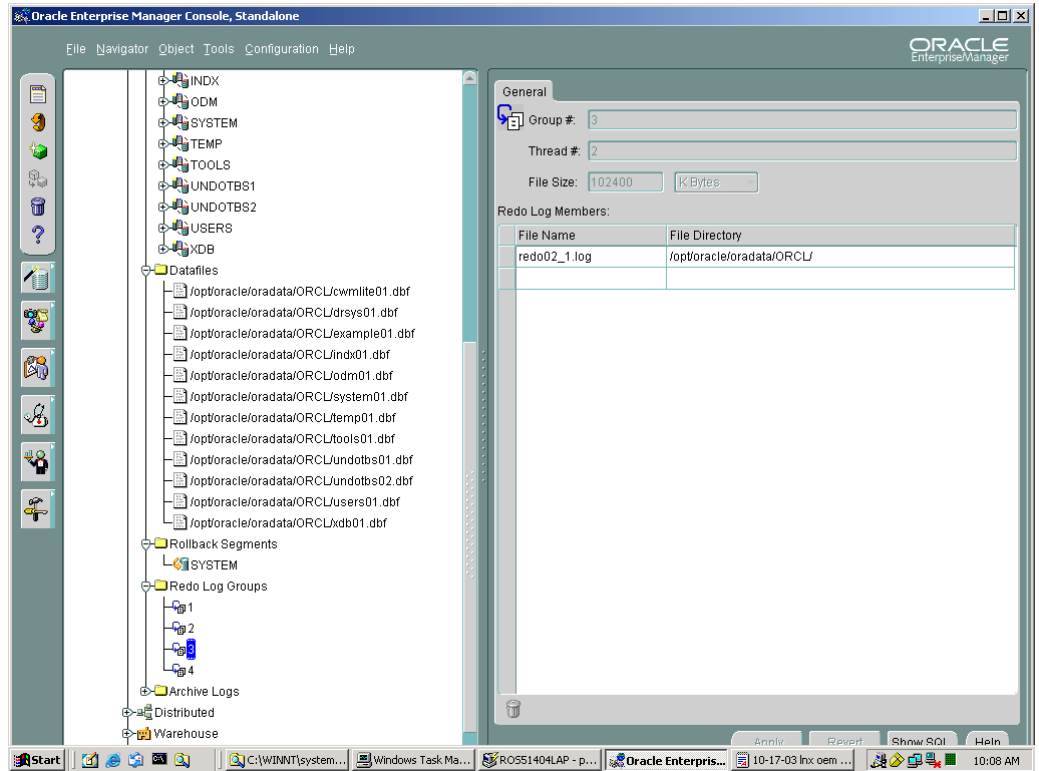 Oracle Enterprise Manager Console, Standalone
File Navigator Object Tools Configuration Help
ORACLE
EnterpriseManager
INDX
ODM
SYSTEM
TEMP
TOOLS
UNDOTBS1
UNDOTBS2
USERS
XDB
Datafiles
/opt/oracle/oradata/ORCL/cwmlite01.dbf
/opt/oracle/oradata/ORCL/drsys01.dbf
/opt/oracle/oradata/ORCL/example01.dbf
/opt/oracle/oradata/ORCL/indx01.dbf
/opt/oracle/oradata/ORCL/odm01.dbf
/opt/oracle/oradata/ORCL/system01.dbf
/opt/oracle/oradata/ORCL/temp01.dbf
/opt/oracle/oradata/ORCL/tools01.dbf
/opt/oracle/oradata/ORCL/undotbs01.dbf
/opt/oracle/oradata/ORCL/undotbs02.dbf
/opt/oracle/oradata/ORCL/users01.dbf
/opt/oracle/oradata/ORCL/xdb01.dbf
Rollback Segments
SYSTEM
Redo Log Groups
1
2
3
4
Archive Logs
Distributed
Warehouse
General
Group #: 3
Thread #: 2
File Size: 102400 K Bytes
Redo Log Members:
File Name File Directory
redo02_1.log /opt/oracle/oradata/ORCL/
Apply Revert Show SQL Help
Start C:\WINNT\system... Windows Task Ma... ROSS1404LAP - p... Oracle Enterpris... 10-17-03 lnx oem ... 10:08 AM